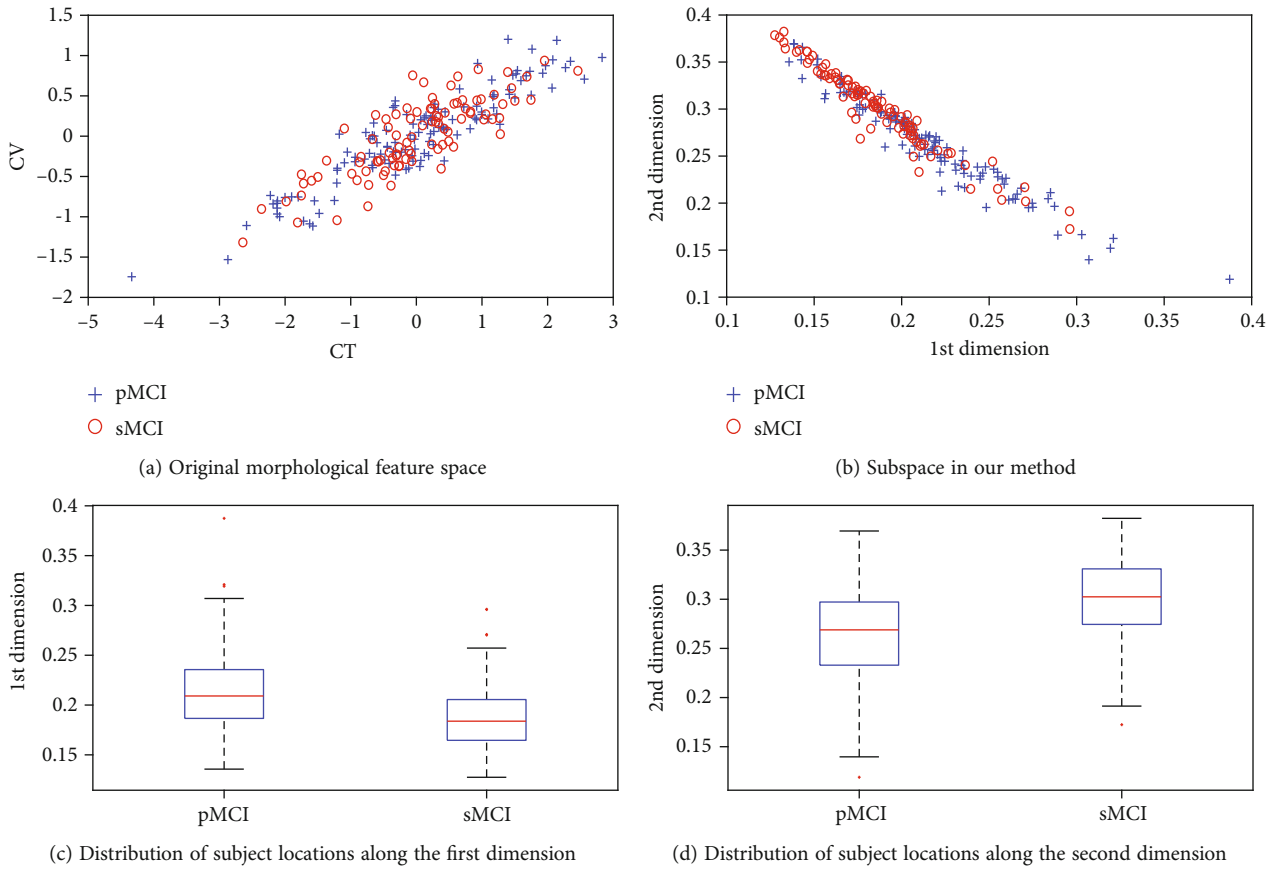 1.5
1
0.5
0
–0.5
–1
–1.5
–2
CV
–5 –4 –3 –2 –1 0 1 2 3
CT
pMCI
sMCI
(a) Original morphological feature space
0.4
0.35
0.3
0.25
0.2
0.15
0.1
2nd dimension
0.1 0.15 0.2 0.25 0.3 0.35 0.4
1st dimension
pMCI
sMCI
(b) Subspace in our method
0.4
0.35
0.3
0.25
0.2
0.15
1st dimension
pMCI sMCI
(c) Distribution of subject locations along the first dimension
0.35
0.3
0.25
0.2
0.15
2nd dimension
pMCI sMCI
(d) Distribution of subject locations along the second dimension